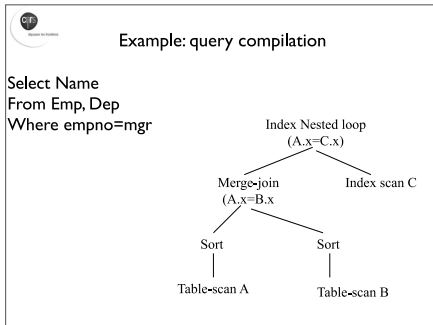 cnrs
Example: query compilation
Select Name
From Emp, Dep
Where empno=mgr
Index Nested loop
(A.x=C.x)
Merge-join
(A.x=B.x
Index scan C
Sort
Sort
Table-scan A
Table-scan B